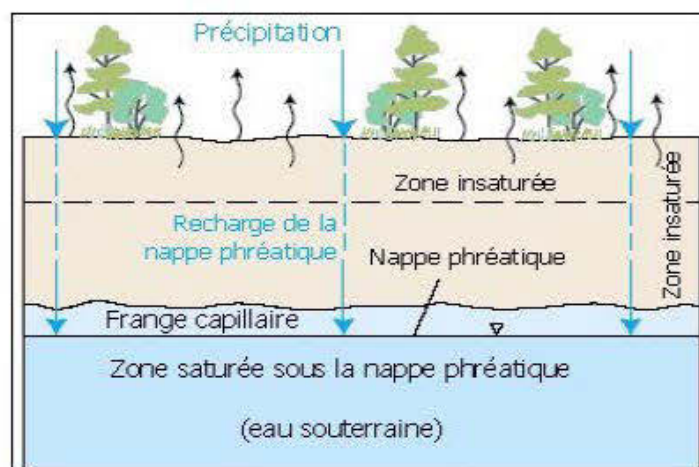 Précipitation
Zone insaturée
Zone insaturée
Recharge de la
nappe phréatique
Nappe phréatique
Frange capillaire
Zone saturée sous la nappe phréatique
(eau souterraine)